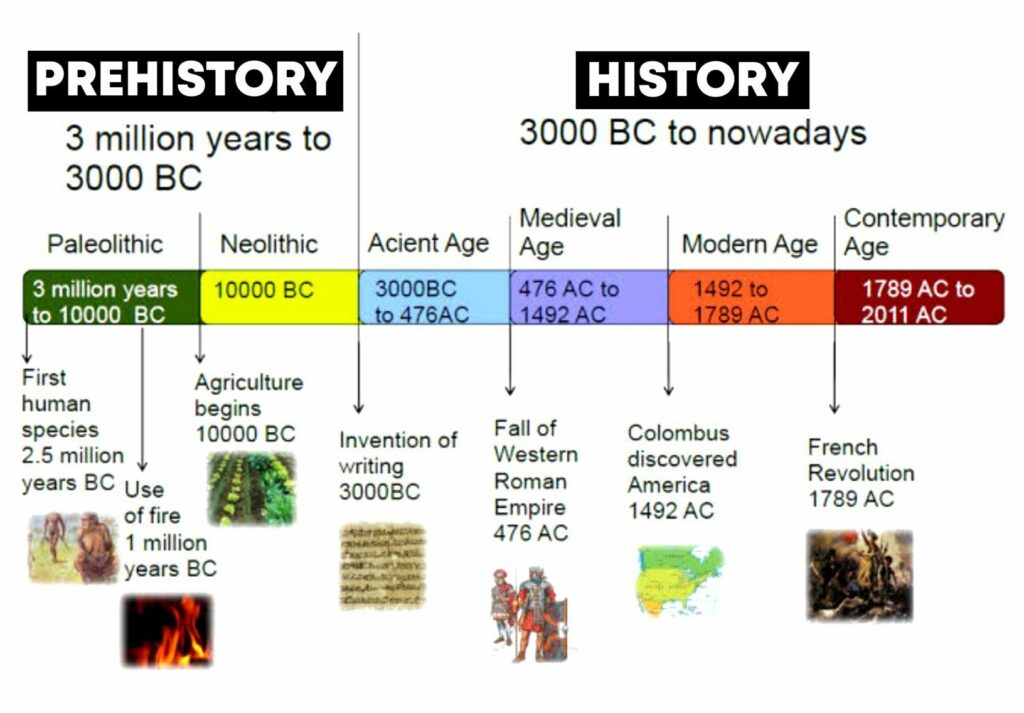 PREHISTORY
3 million years to
3000 BC
HISTORY
3000 BC to nowadays
Paleolithic
Neolithic
Acient Age
Medieval
Age
Modern Age
Contemporary
Age
3 million years
to 10000 BC
10000 BC
3000BC
to 476AC
476 AC to
1492 AC
1492 to
1789 AC
1789 AC to
2011 AC
First
human
species
2.5 million
years BC
Use
of fire
1 million
years BC
Agriculture
begins
10000 BC
Invention of
writing
3000BC
Fall of
Western
Roman
Empire
476 AC
Colombus
discovered
America
1492 AC
French
Revolution
1789 AC